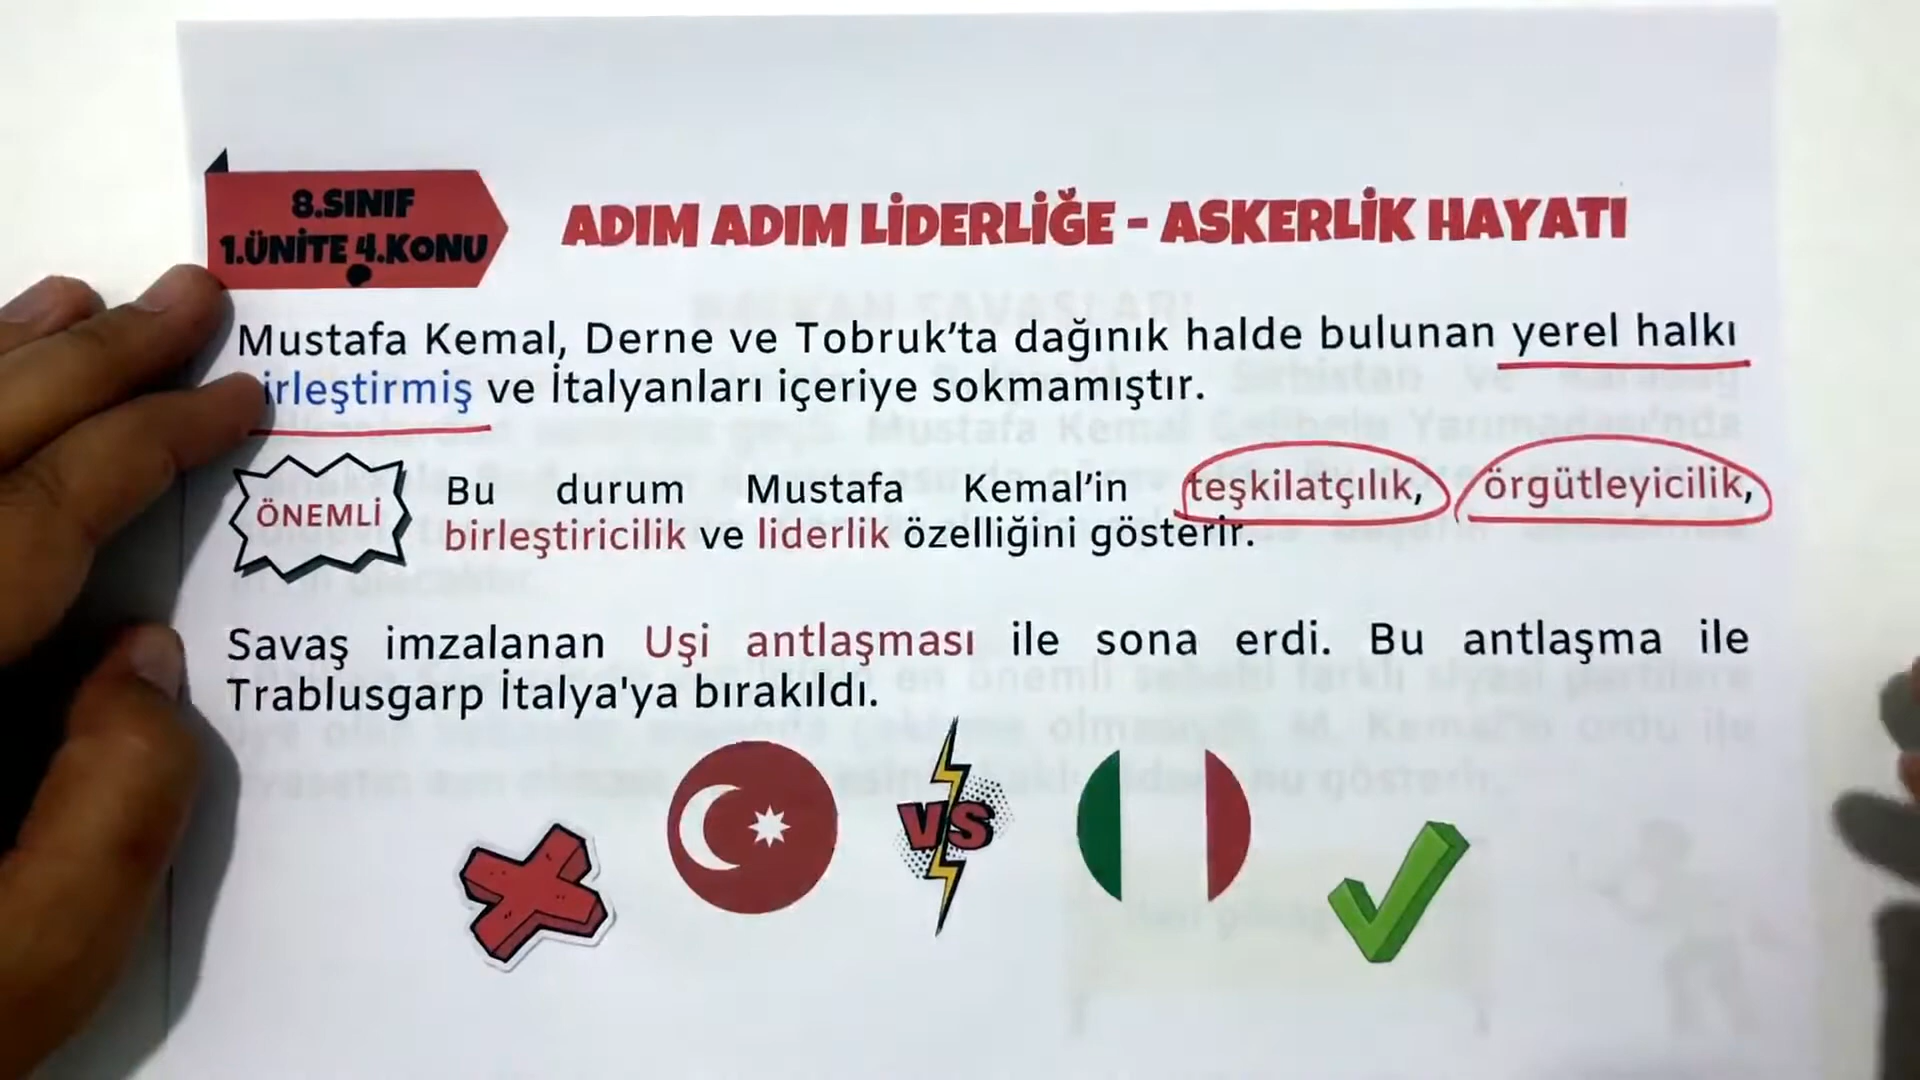 8.SINIF
1.ÜNİTE 4.KONU
ADIM ADIM LİDERLİĞE - ASKERLİK HAYATI
Mustafa Kemal, Derne ve Tobruk’ta dağınık halde bulunan yerel halkı
irleştirmiş ve İtalyanları içeriye sokmamıştır.
ÖNEMLİ
Bu durum Mustafa Kemal’in teşkilatçılık, örgütleyicilik,
birleştiricilik ve liderlik özelliğini gösterir.
Savaş imzalanan Uşi antlaşması ile sona erdi. Bu antlaşma ile
Trablusgarp İtalya'ya bırakıldı.
VS